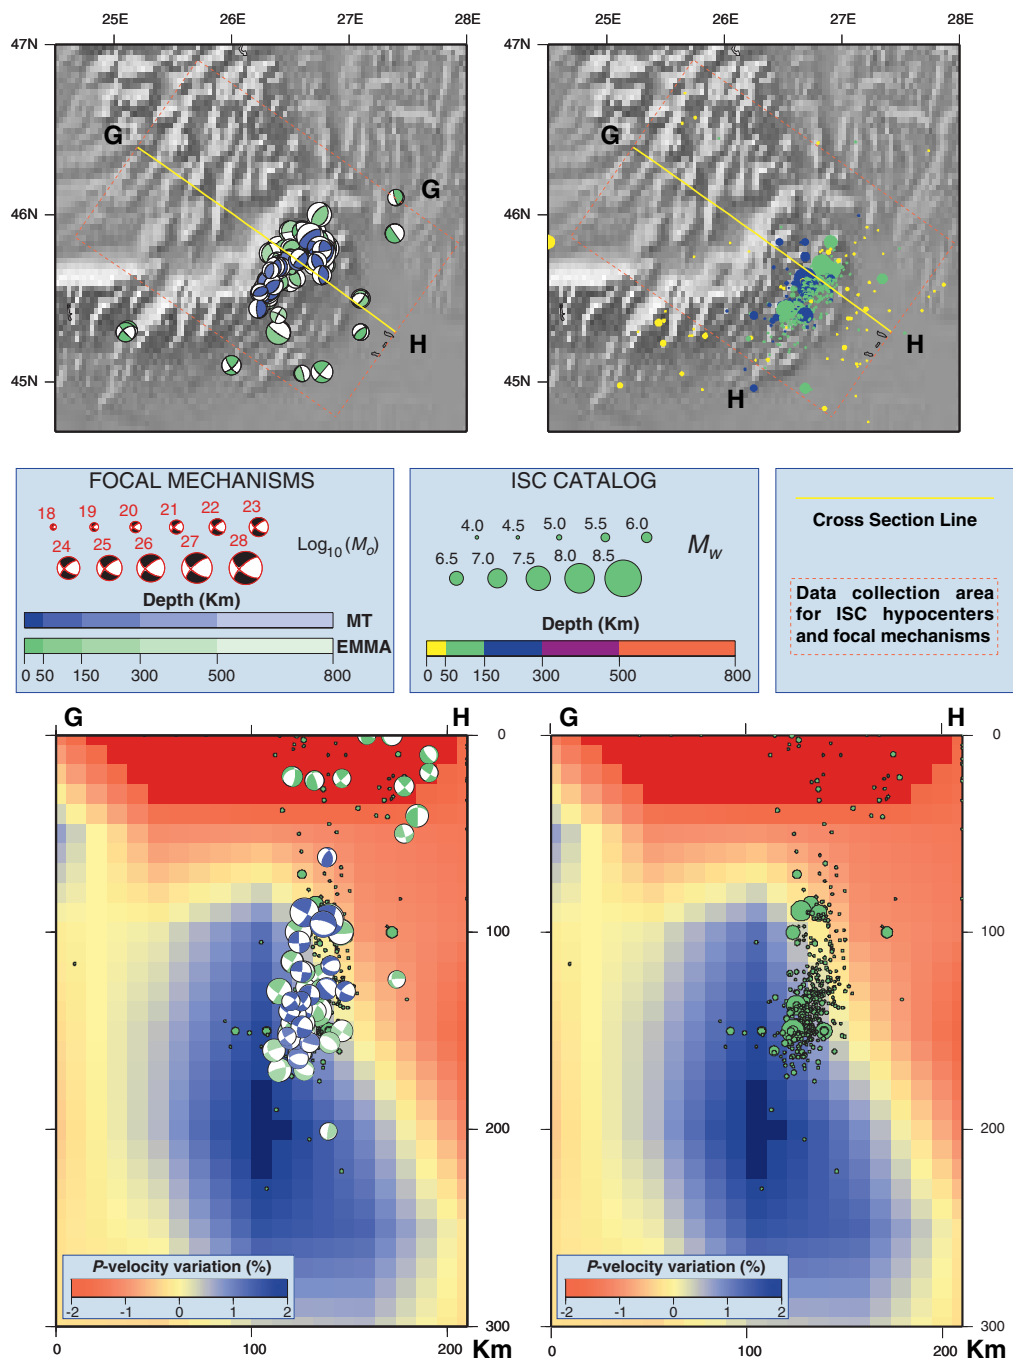 25E 26E 27E 28E
25E 26E 27E 28E
47N
47N
G
G
G
46N
46N
H
H
H
45N
45N
FOCAL MECHANISMS
18 19 20 21 22 23
24 25 26 27 28
Log10 (Mo)
Depth (Km)
MT
EMMA
0 50 150 300 500 800
ISC CATALOG
4.0 4.5 5.0 5.5 6.0
6.5 7.0 7.5 8.0 8.5
Mw
Depth (Km)
0 50 150 300 500 800
Cross Section Line
Data collection area
for ISC hypocenters
and focal mechanisms
G H
G H
0
0
100
100
200
200
300
300
P-velocity variation (%)
-2 -1 0 1 2
P-velocity variation (%)
-2 -1 0 1 2
0 100 200 Km
0 100 200 Km